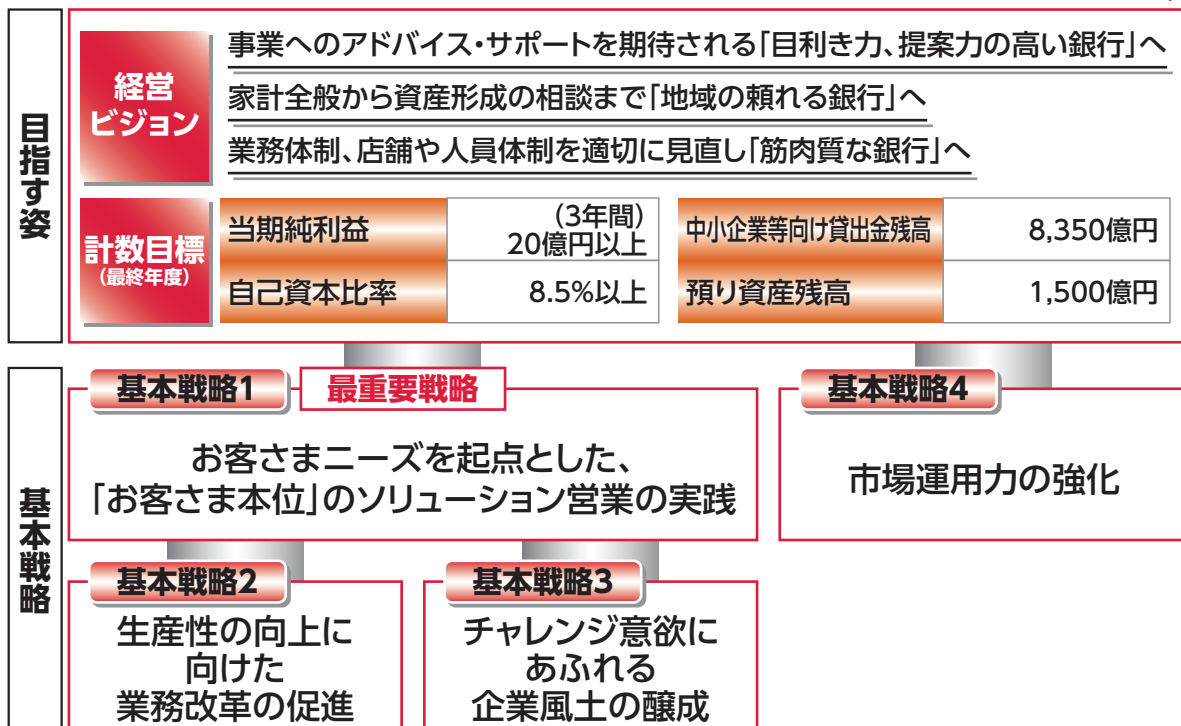 目指す姿
経営
ビジョン
事業へのアドバイス・サポートを期待される「目利き力、提案力の高い銀行」へ
家計全般から資産形成の相談まで「地域の頼れる銀行」へ
業務体制、店舗や人員体制を適切に見直し「筋肉質な銀行」へ
計数目標
(最終年度)
当期純利益
(3年間)
20億円以上
中小企業等向け貸出金残高
8,350億円
自己資本比率
8.5%以上
預り資産残高
1,500億円
基本戦略
基本戦略1
最重要戦略
お客さまニーズを起点とした、
「お客さま本位」のソリューション営業の実践
基本戦略4
市場運用力の強化
基本戦略2
生産性の向上に
向けた
業務改革の促進
基本戦略3
チャレンジ意欲に
あふれる
企業風土の醸成